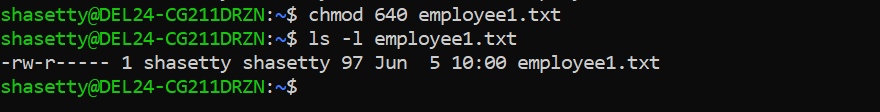 shasetty@DEL24-CG211DRZN:~$ chmod 640 employee1.txt
shasetty@DEL24-CG211DRZN:~$ ls -l employee1.txt
-rw-r----- 1 shasetty shasetty 97 Jun  5 10:00 employee1.txt
shasetty@DEL24-CG211DRZN:~$